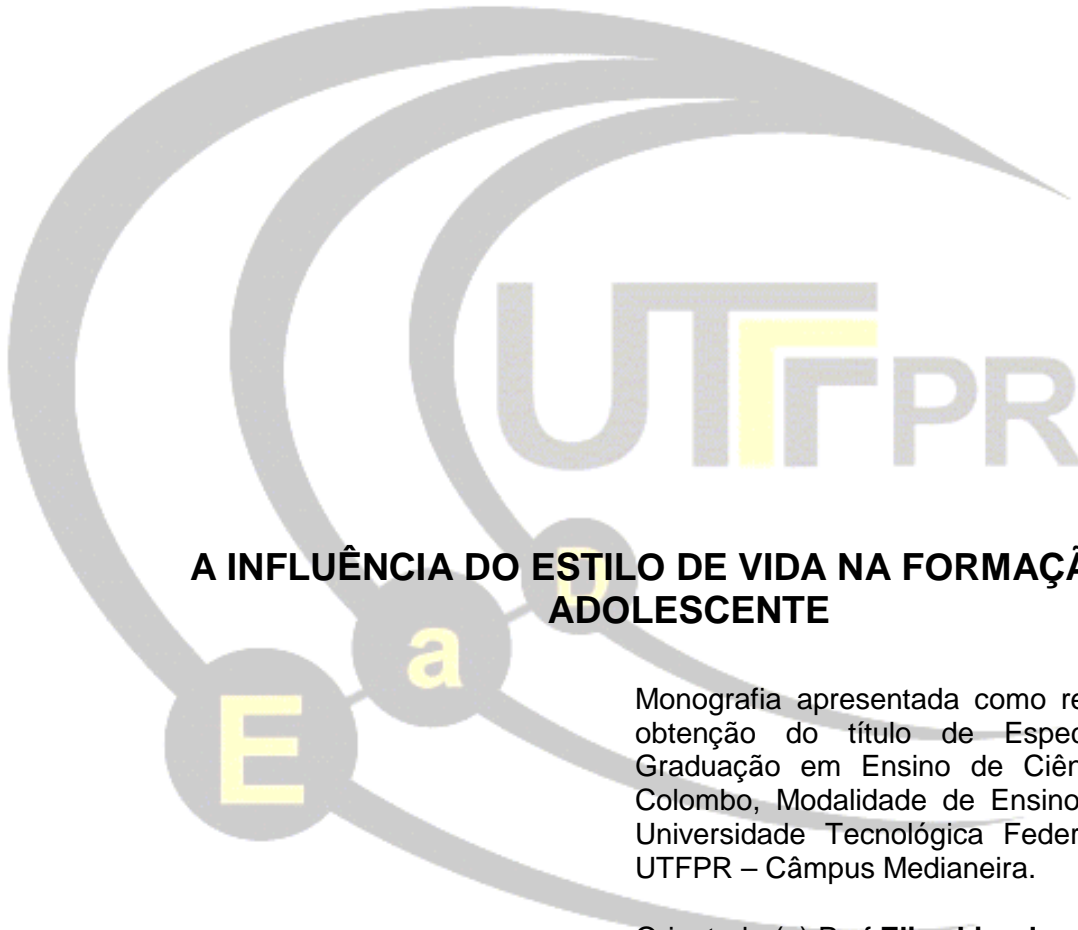 UTFPR
A INFLUÊNCIA DO ESTILO DE VIDA NA FORMAÇÃ
ADOLESCENTE
D
a
E
Monografia apresentada como re
obtenção do título de Espec
Graduação em Ensino de Ciên
Colombo, Modalidade de Ensino
Universidade Tecnológica Feder
UTFPR – Câmpus Medianeira.